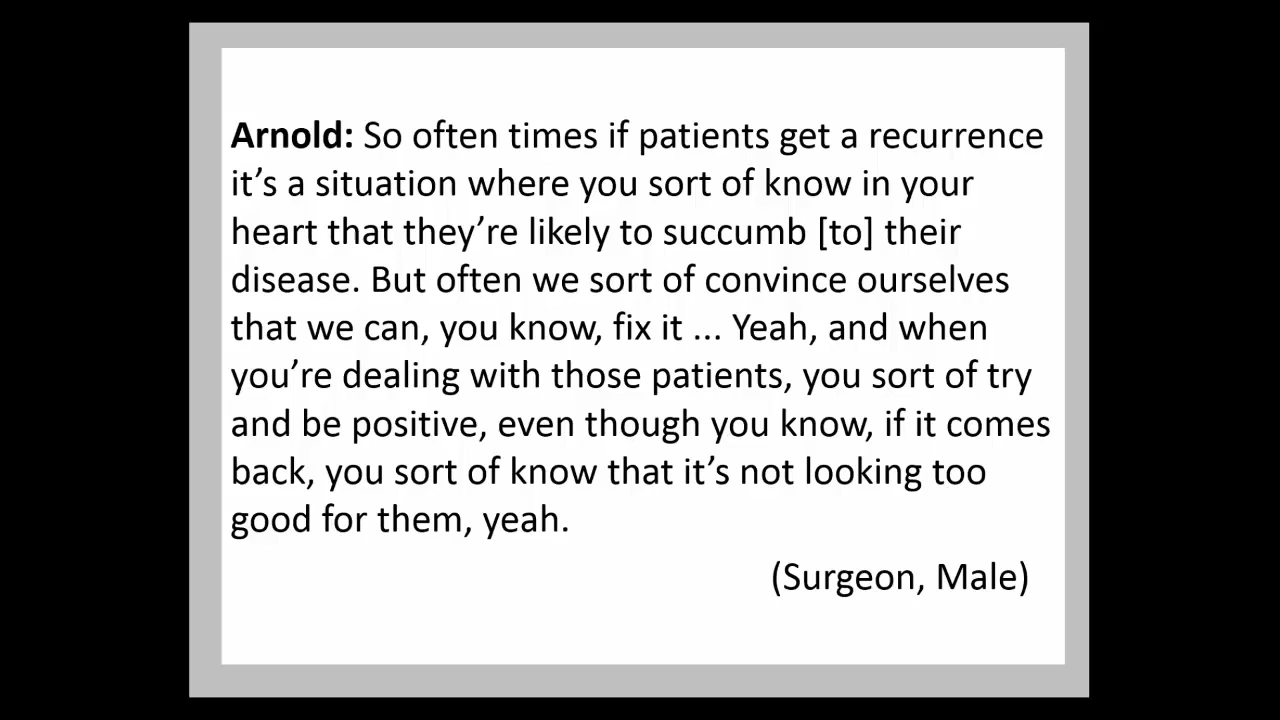 Arnold: So often times if patients get a recurrence
it’s a situation where you sort of know in your
heart that they’re likely to succumb [to] their
disease. But often we sort of convince ourselves
that we can, you know, fix it ... Yeah, and when
you’re dealing with those patients, you sort of try
and be positive, even though you know, if it comes
back, you sort of know that it’s not looking too
good for them, yeah.
(Surgeon, Male)